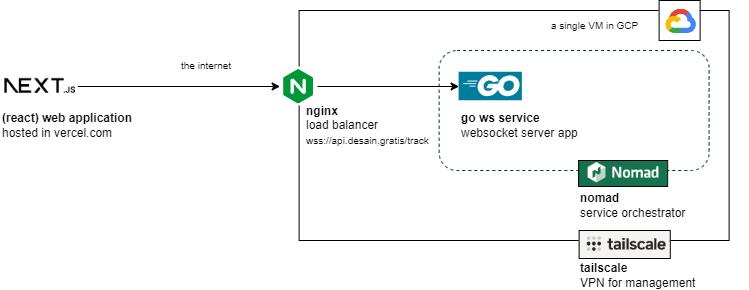 a single VM in GCP
the internet
NEXT.JS
(react) web application
hosted in vercel.com
N
nginx
load balancer
wss://api.desain.gratis/track
GO
go ws service
websocket server app
Nomad
nomad
service orchestrator
tailscale
tailscale
VPN for management